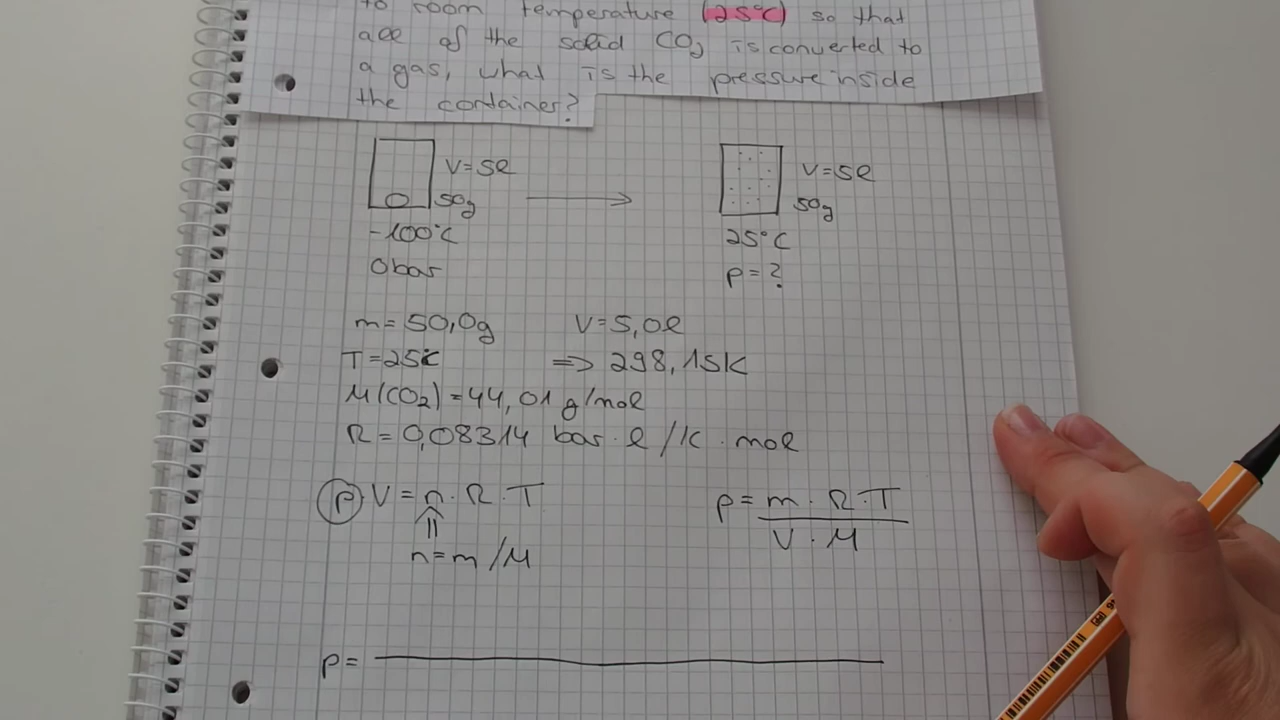 to room temperature (25°C) so that
all of the solid CO2 is converted to
a gas, what is the pressure inside
the container?
V=5l
50g
-100°C
0bar
V=5l
50g
25°C
p=?
m=50,0g V=5,0l
T=25°C => 298,15K
M(CO2)=44,01 g/mol
R=0,08314 bar·l/K·mol
p V=n·R·T
n=m/M
p= m·R·T
V·M
p=